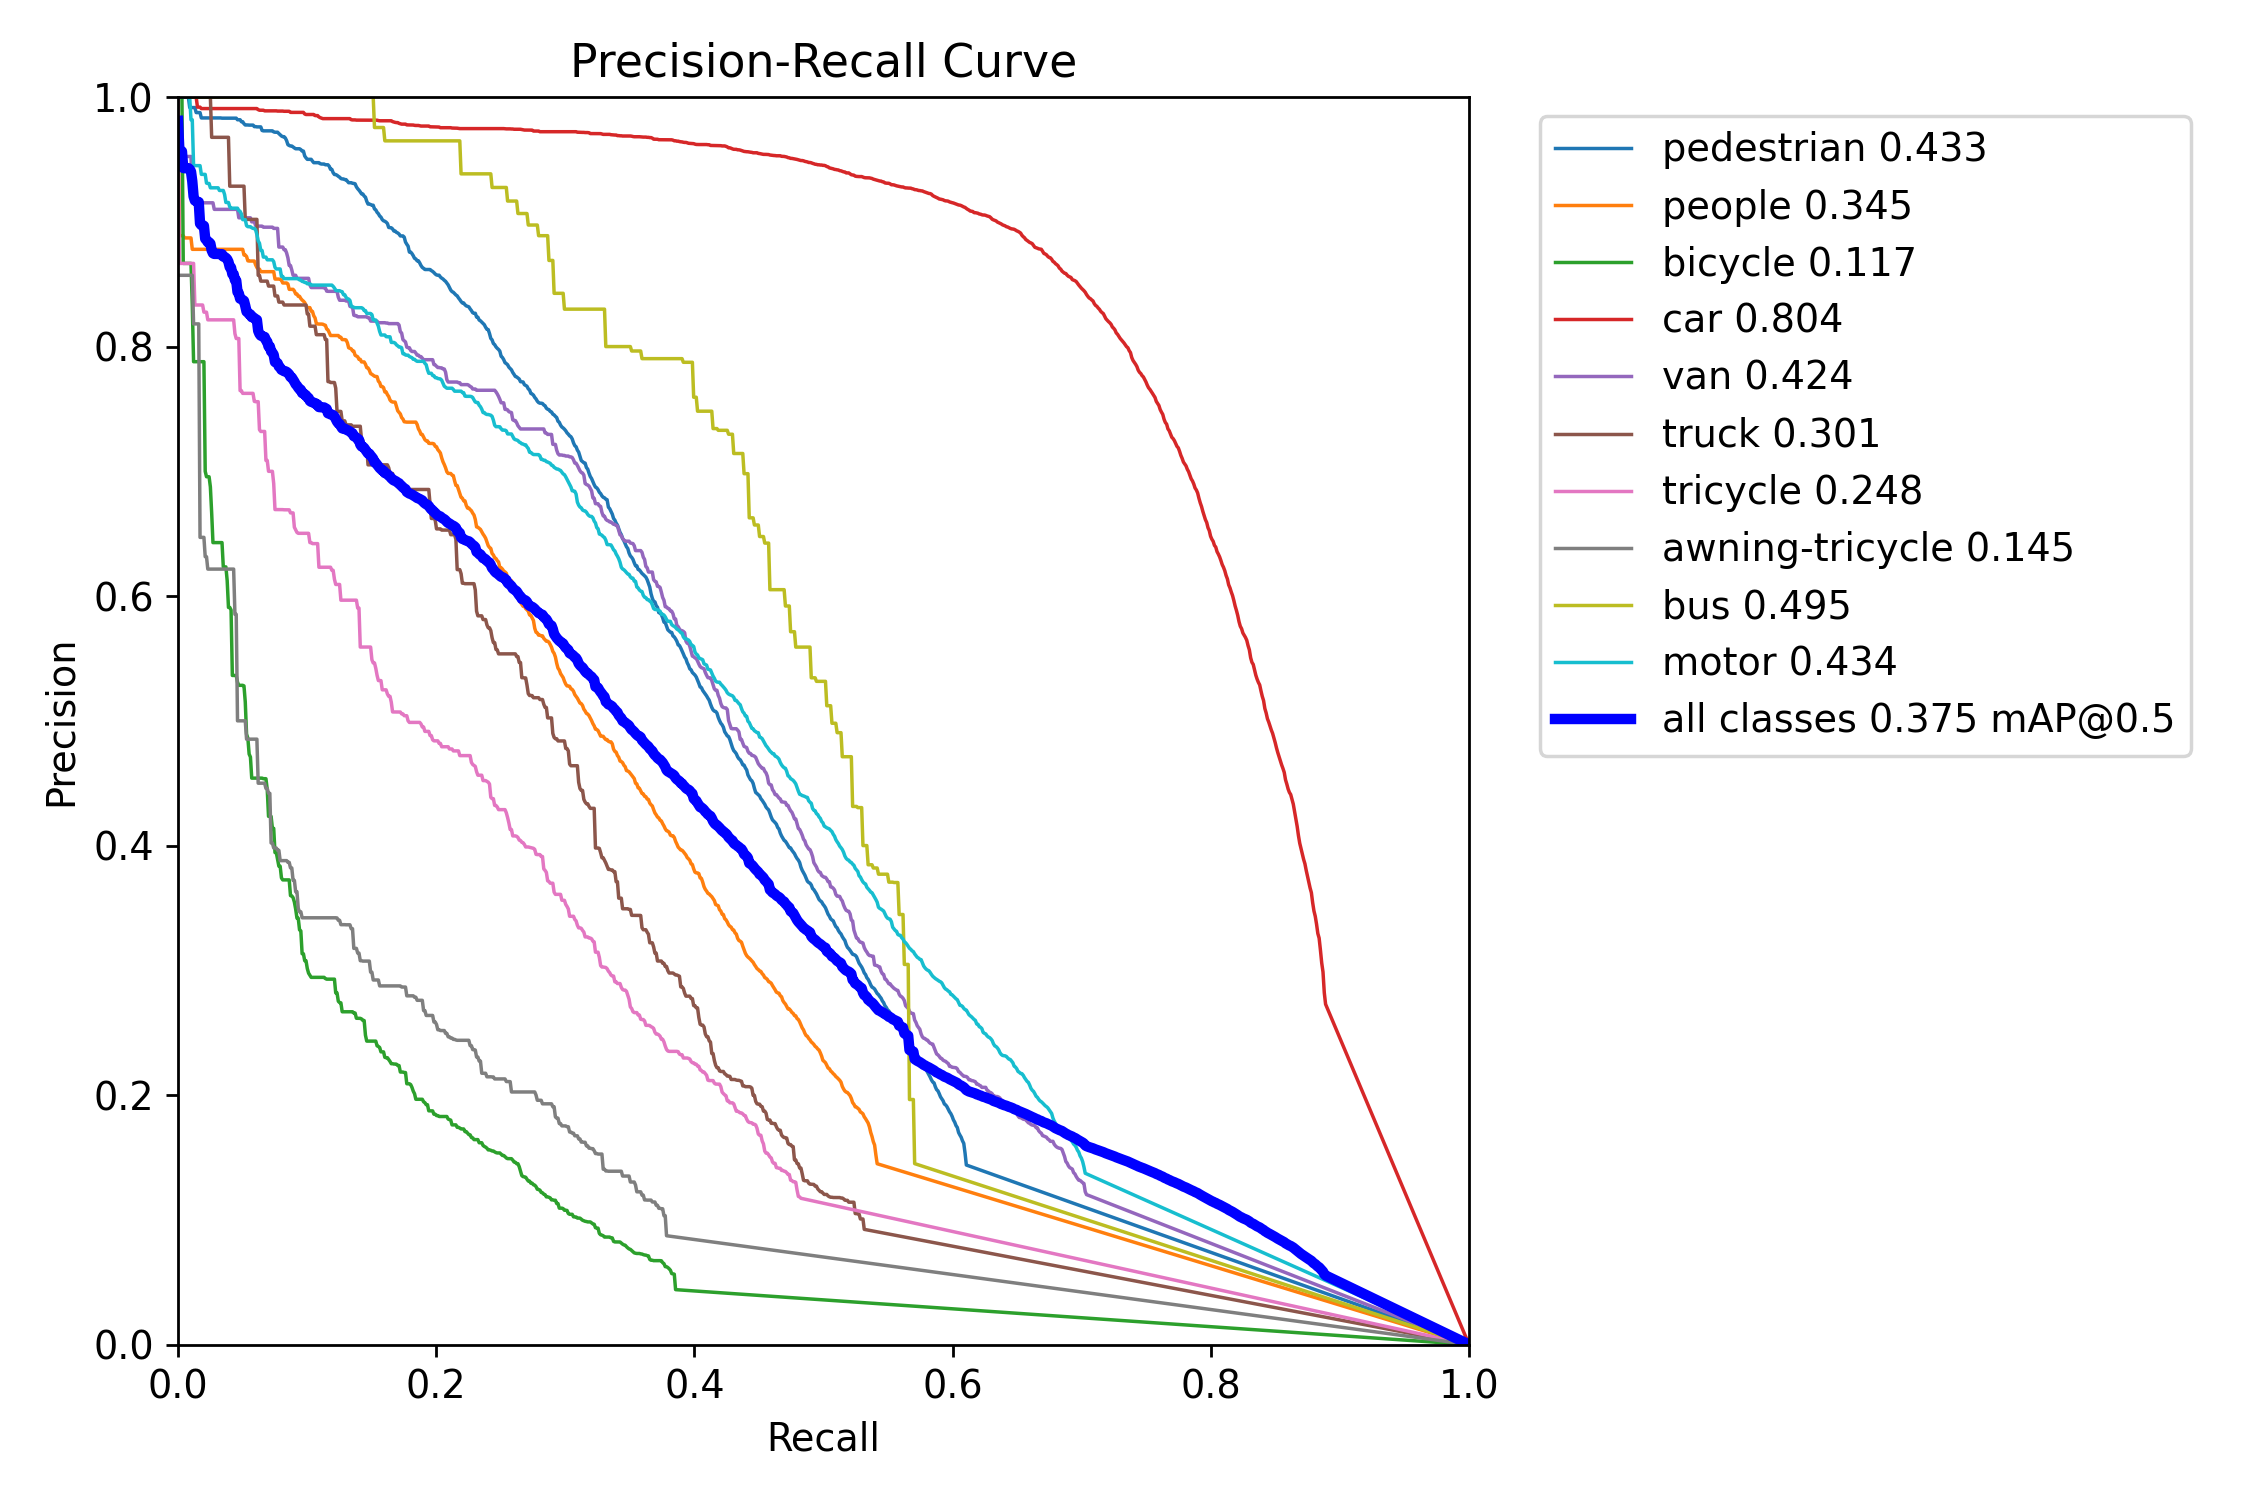 Precision-Recall Curve
1.0
0.8
0.6
0.4
0.2
0.0
Precision
0.0 0.2 0.4 0.6 0.8 1.0
Recall
pedestrian 0.433
people 0.345
bicycle 0.117
car 0.804
van 0.424
truck 0.301
tricycle 0.248
awning-tricycle 0.145
bus 0.495
motor 0.434
all classes 0.375 mAP@0.5